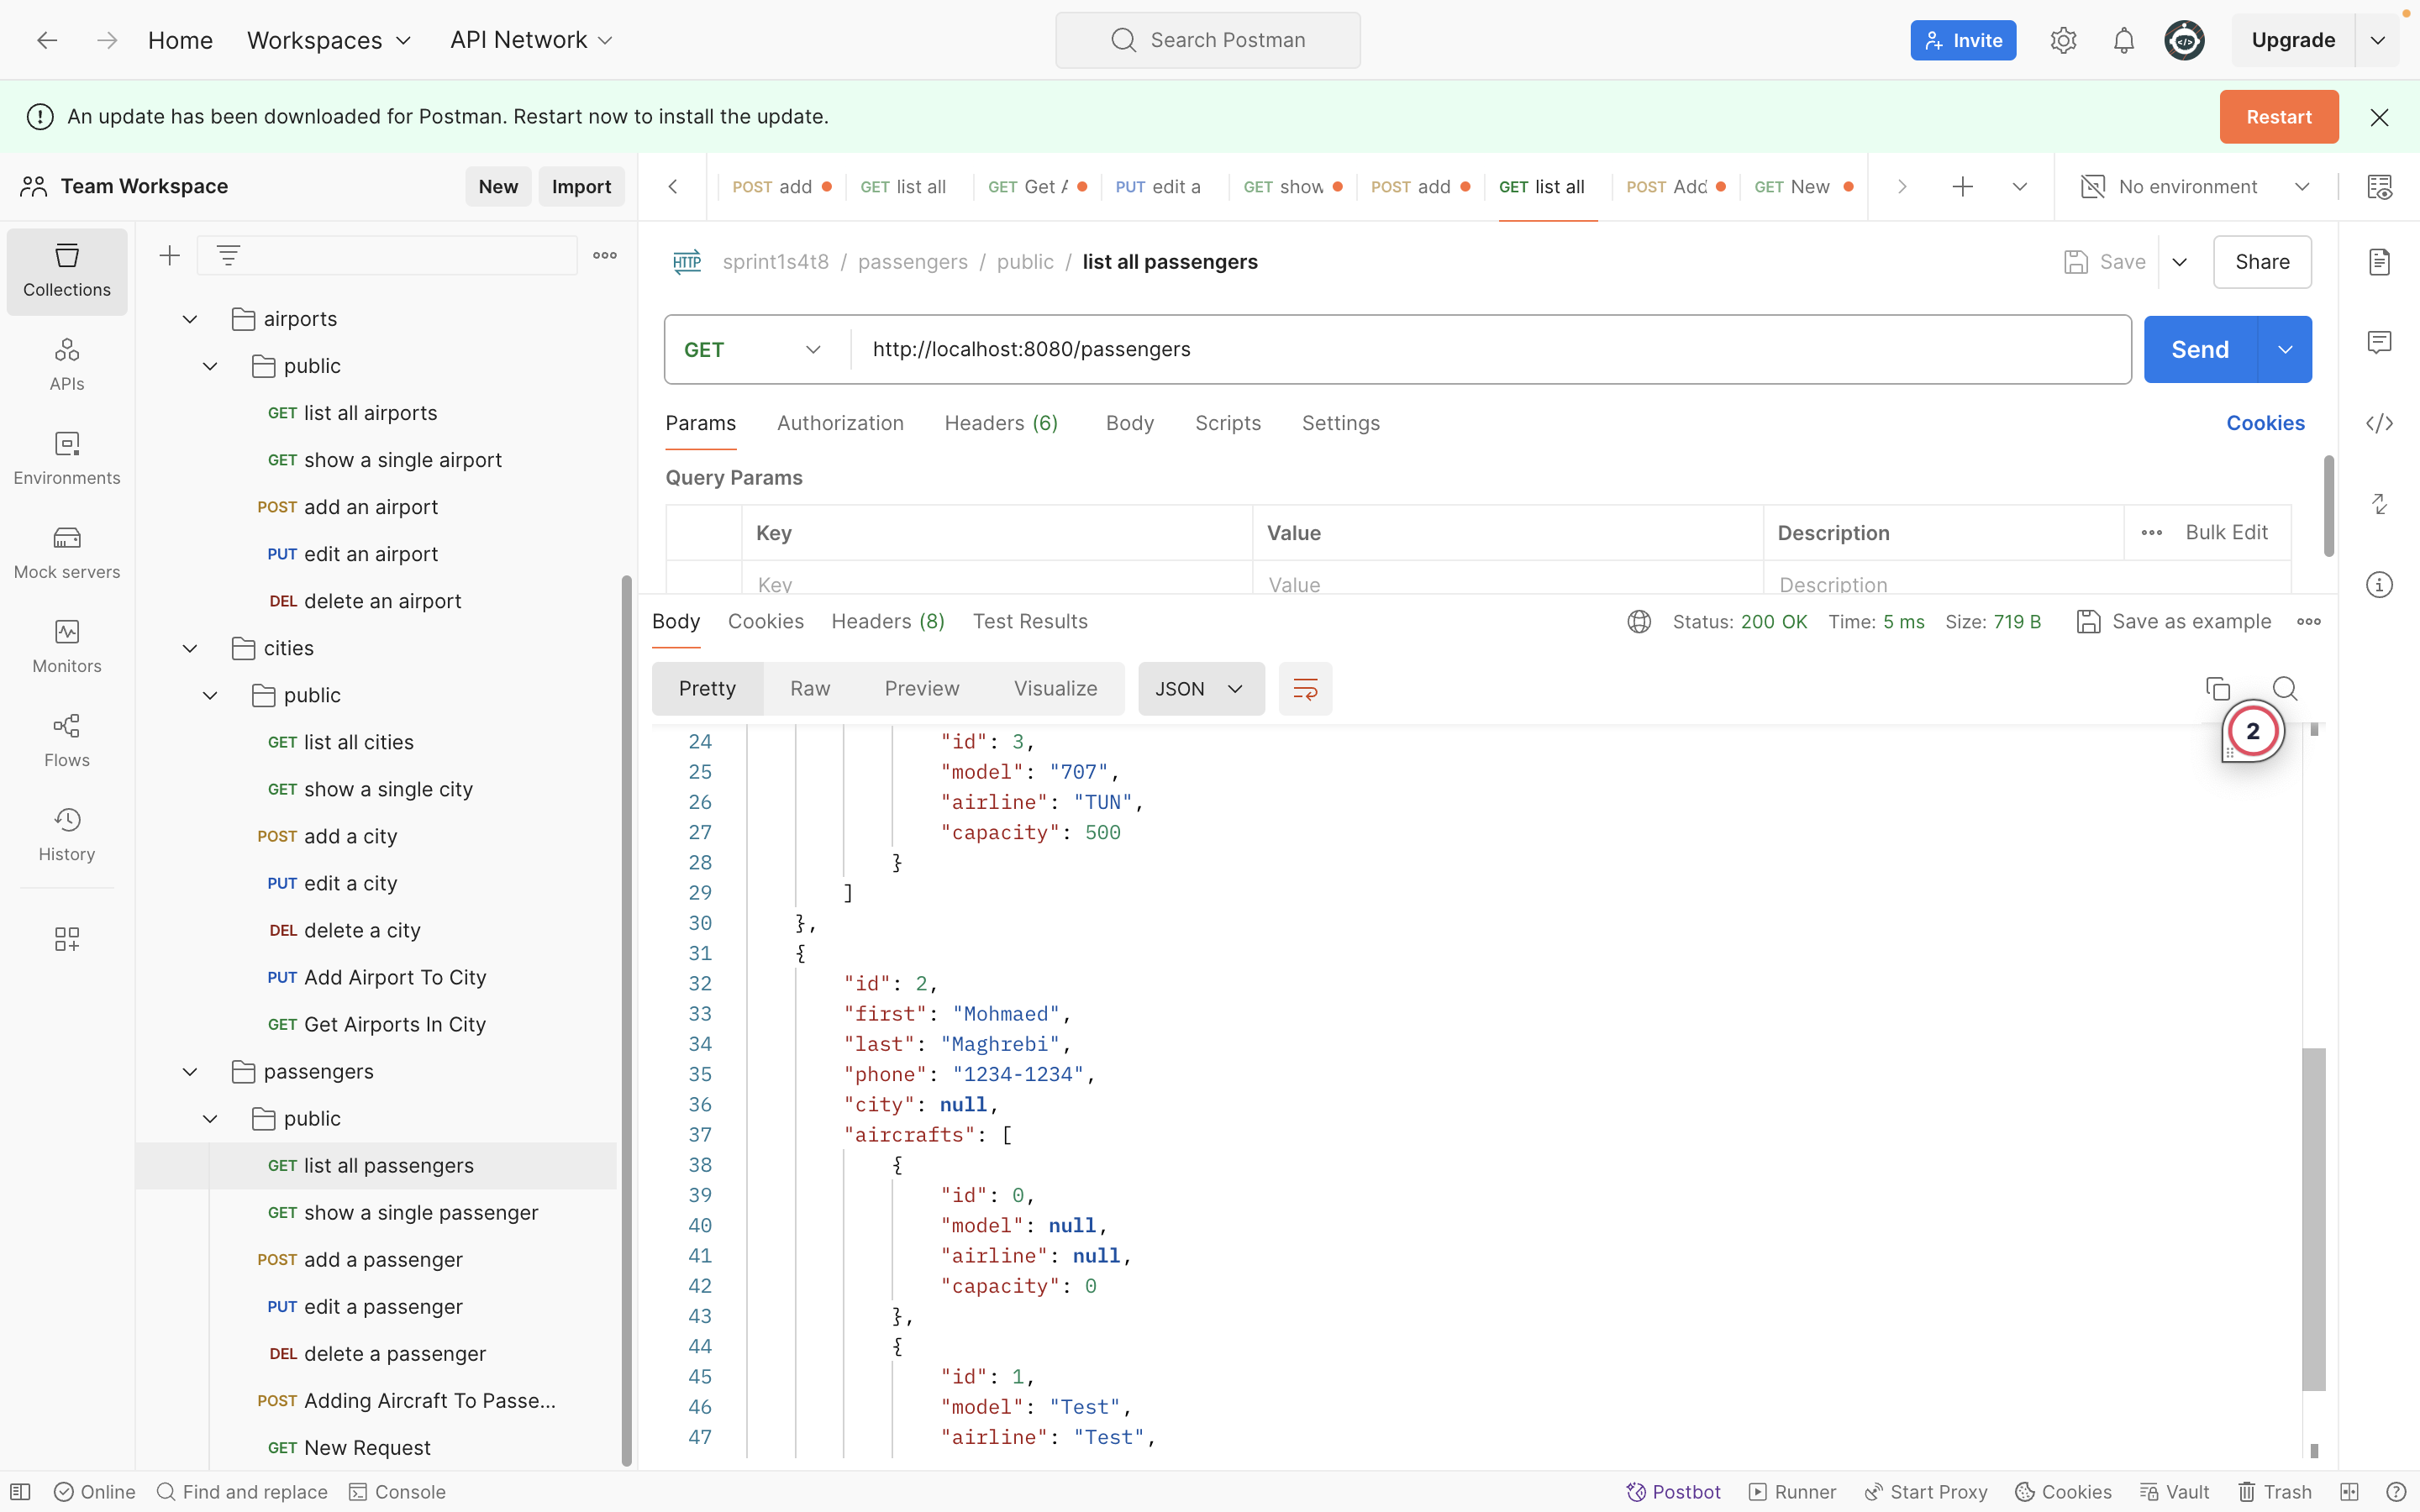 Home Workspaces API Network Search Postman Invite Upgrade
An update has been downloaded for Postman. Restart now to install the update. Restart
Team Workspace New Import
POST add GET list all GET Get A PUT edit a GET show POST add GET list all POST Add GET New No environment
Collections
APIs
Environments
Mock servers
Monitors
Flows
History
airports
public
GET list all airports
GET show a single airport
POST add an airport
PUT edit an airport
DEL delete an airport
cities
public
GET list all cities
GET show a single city
POST add a city
PUT edit a city
DEL delete a city
PUT Add Airport To City
GET Get Airports In City
passengers
public
GET list all passengers
GET show a single passenger
POST add a passenger
PUT edit a passenger
DEL delete a passenger
POST Adding Aircraft To Passe...
GET New Request
HTTP sprint1s4t8 / passengers / public / list all passengers Save Share
GET http://localhost:8080/passengers Send
Params Authorization Headers (6) Body Scripts Settings Cookies
Query Params
Key Value Description Bulk Edit
Key Value Description
Body Cookies Headers (8) Test Results Status: 200 OK Time: 5 ms Size: 719 B Save as example
Pretty Raw Preview Visualize JSON
2
24 "id": 3,
25 "model": "707",
26 "airline": "TUN",
27 "capacity": 500
28 }
29 ]
30 },
31 {
32 "id": 2,
33 "first": "Mohmaed",
34 "last": "Maghrebi",
35 "phone": "1234-1234",
36 "city": null,
37 "aircrafts": [
38 {
39 "id": 0,
40 "model": null,
41 "airline": null,
42 "capacity": 0
43 },
44 {
45 "id": 1,
46 "model": "Test",
47 "airline": "Test",
Online Find and replace Console Postbot Runner Start Proxy Cookies Vault Trash